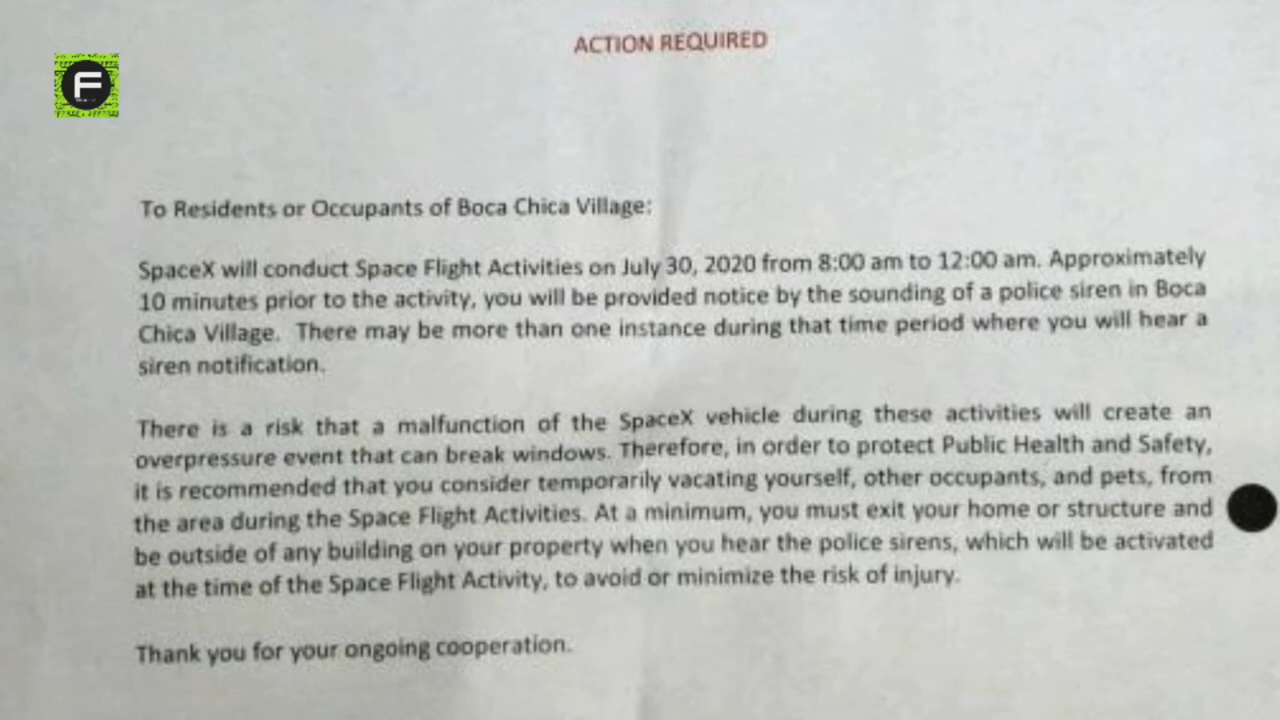 ACTION REQUIRED
F
To Residents or Occupants of Boca Chica Village:
SpaceX will conduct Space Flight Activities on July 30, 2020 from 8:00 am to 12:00 am. Approximately
10 minutes prior to the activity, you will be provided notice by the sounding of a police siren in Boca
Chica Village. There may be more than one instance during that time period where you will hear a
siren notification.
There is a risk that a malfunction of the SpaceX vehicle during these activities will create an
overpressure event that can break windows. Therefore, in order to protect Public Health and Safety,
it is recommended that you consider temporarily vacating yourself, other occupants, and pets, from
the area during the Space Flight Activities. At a minimum, you must exit your home or structure and
be outside of any building on your property when you hear the police sirens, which will be activated
at the time of the Space Flight Activity, to avoid or minimize the risk of injury.
Thank you for your ongoing cooperation.